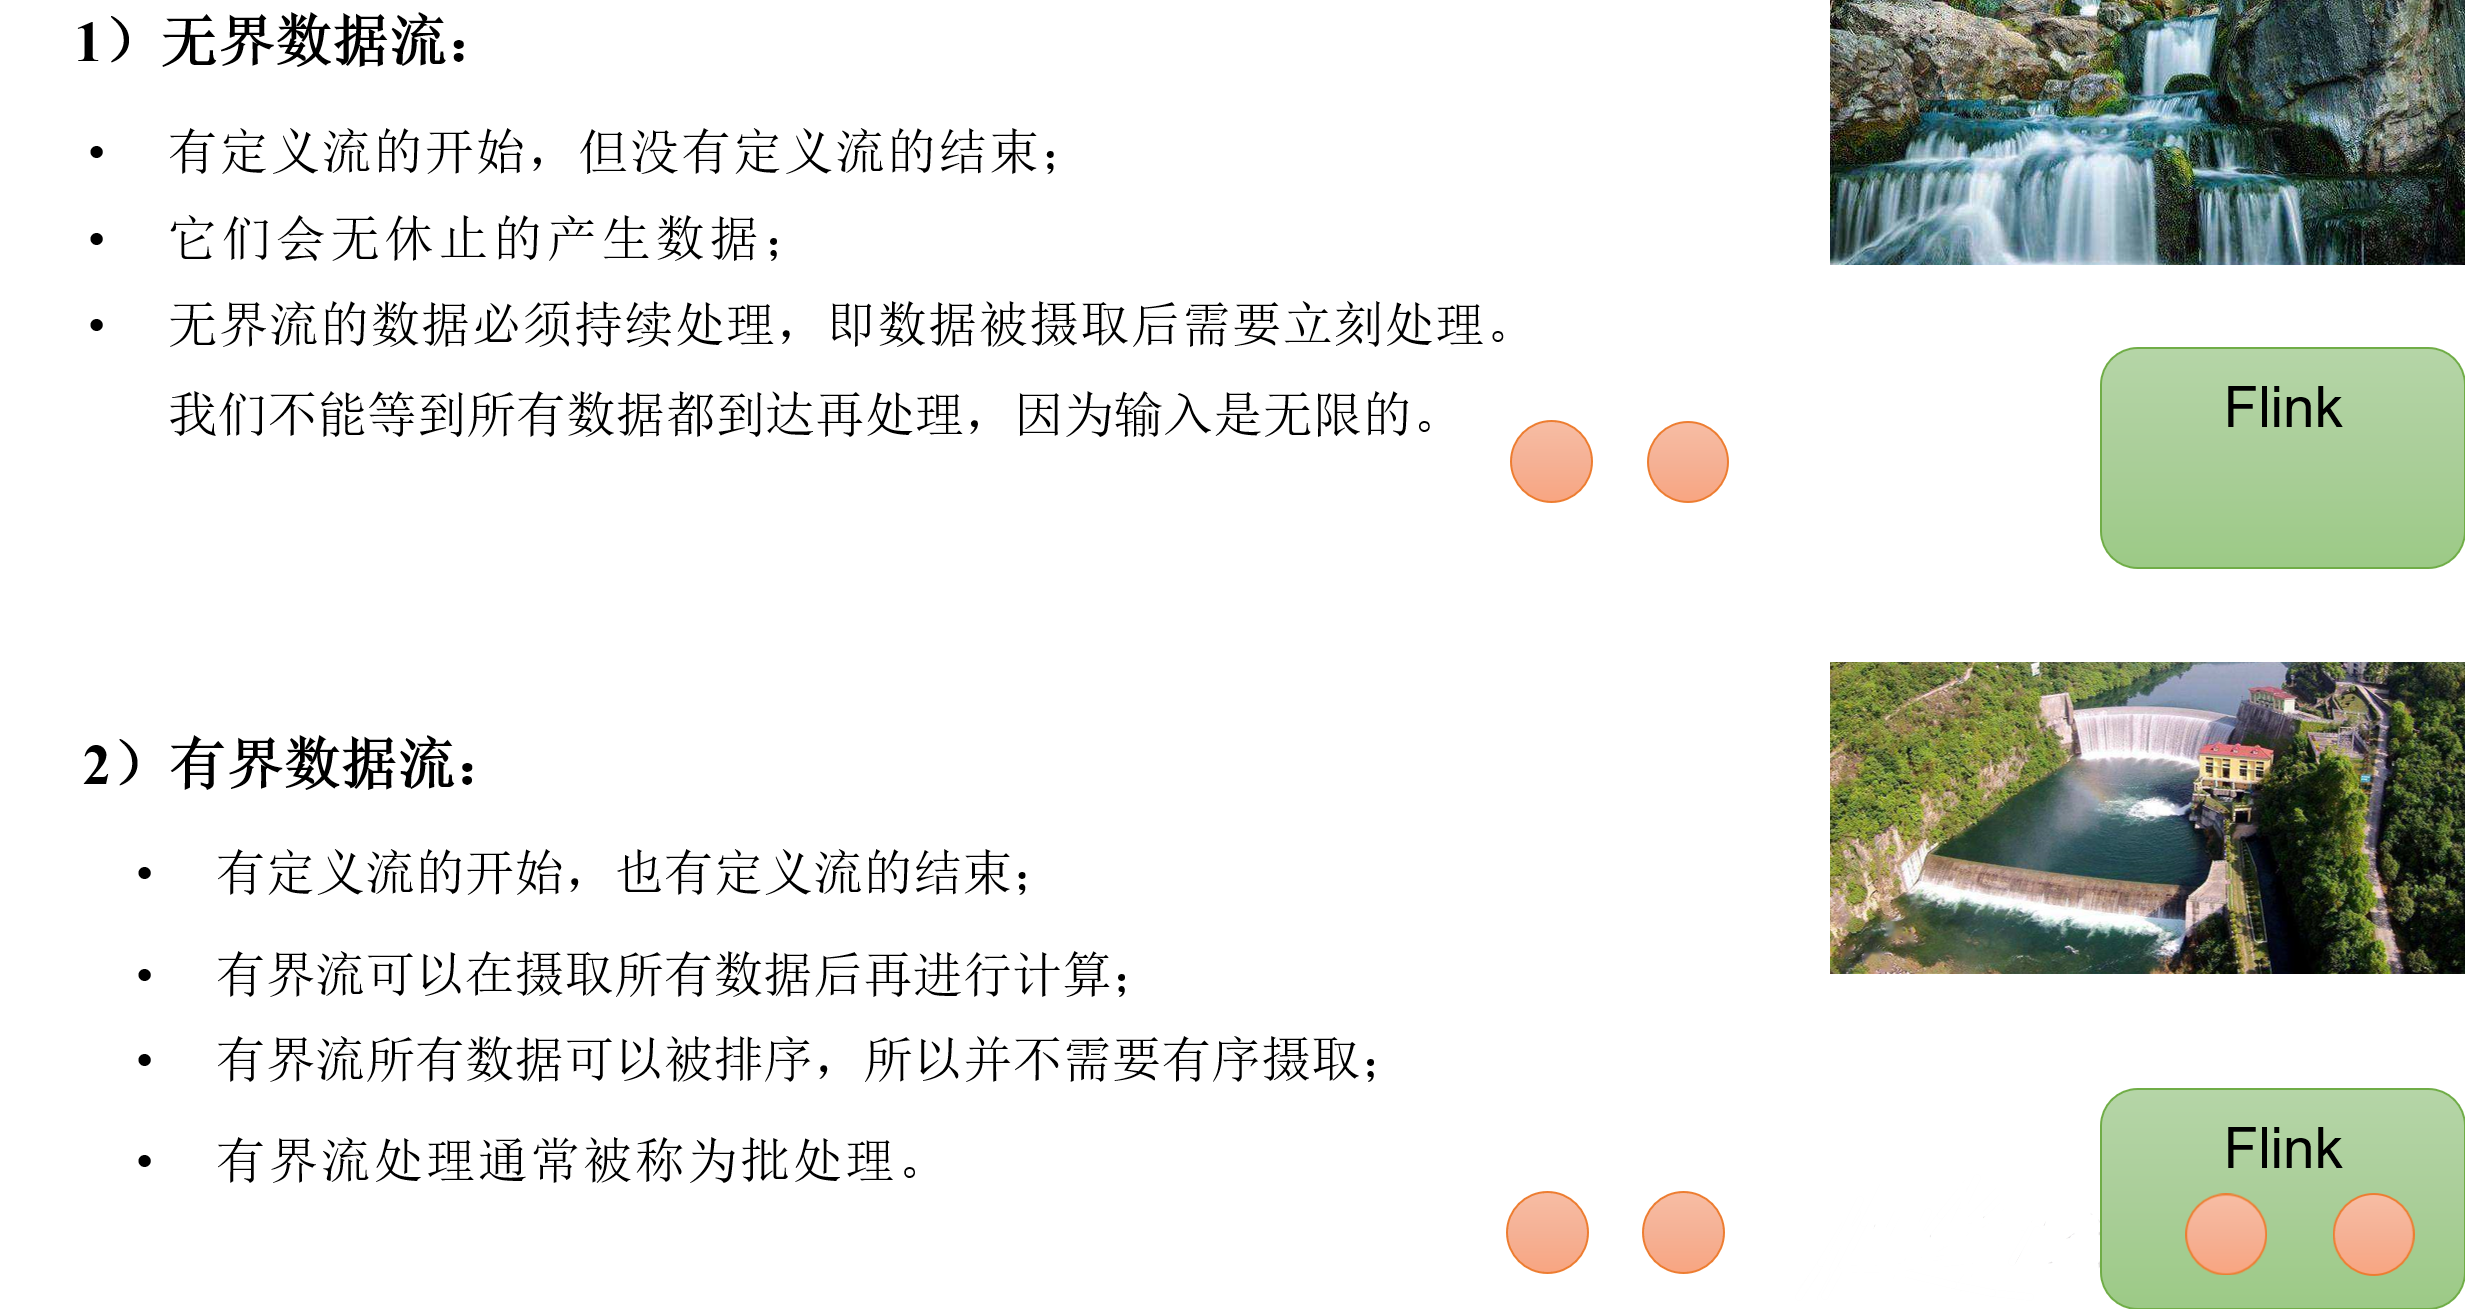 1）无界数据流：
• 有定义流的开始，但没有定义流的结束；
• 它们会无休止的产生数据；
• 无界流的数据必须持续处理，即数据被摄取后需要立刻处理。
我们不能等到所有数据都到达再处理，因为输入是无限的。
Flink
2）有界数据流：
• 有定义流的开始，也有定义流的结束；
• 有界流可以在摄取所有数据后再进行计算；
• 有界流所有数据可以被排序，所以并不需要有序摄取；
• 有界流处理通常被称为批处理。
Flink